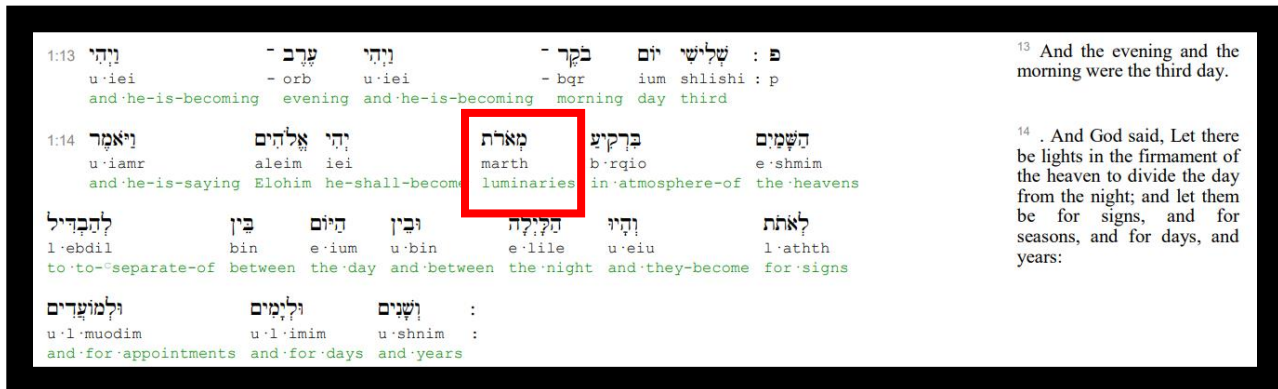 1:13 וַיְהִי ־ עֶרֶב וַיְהִי ־ בֹקֶר יוֹם שְׁלִישִׁי : פ
u·iei - orb u·iei - bqr ium shlishi : p
and·he-is-becoming evening and·he-is-becoming morning day third
1:14 וַיֹּאמֶר אֱלֹהִים יְהִי מְאֹרֹת בִּרְקִיעַ הַשָּׁמַיִם
u·iamr aleim iei marth b·rqio e·shmim
and·he-is-saying Elohim he-shall-become luminaries in·atmosphere-of the·heavens
לְהַבְדִּיל בֵּין הַיּוֹם וּבֵין הַלָּיְלָה וְהָיוּ לְאֹתֹת
l·ebdil bin e·ium u·bin e·lile u·eiu l·athth
to·to-ᶜseparate-of between the·day and·between the·night and·they-become for·signs
וּלְמוֹעֲדִים וּלְיָמִים וְשָׁנִים :
u·l·muodim u·l·imim u·shnim :
and·for·appointments and·for·days and·years
13 And the evening and the
morning were the third day.
14 . And God said, Let there
be lights in the firmament of
the heaven to divide the day
from the night; and let them
be for signs, and for
seasons, and for days, and
years: